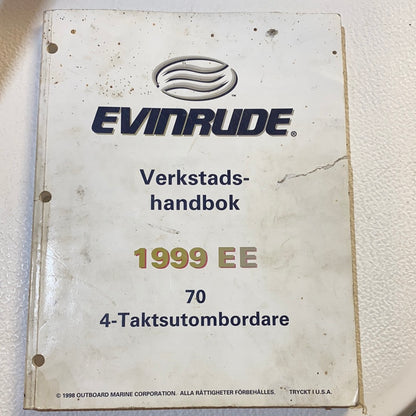 EVINRUDE®
Verkstads-
handbok
1999 EE
70
4-Taktsutombordare
© 1998 OUTBOARD MARINE CORPORATION. ALLA RÄTTIGHETER FÖRBEHÅLLES. TRYCKT I U.S.A.